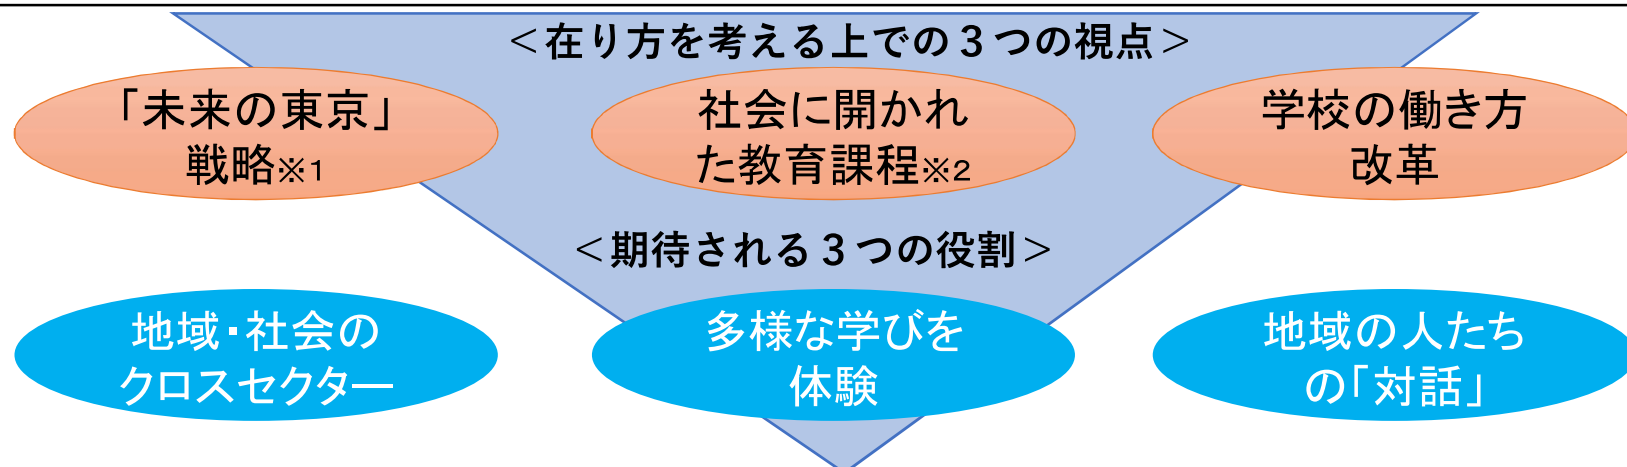 ＜在り方を考える上での３つの視点＞
「未来の東京」
戦略※1
社会に開かれ
た教育課程※2
学校の働き方
改革
＜期待される３つの役割＞
地域・社会の
クロスセクター
多様な学びを
体験
地域の人たち
の「対話」